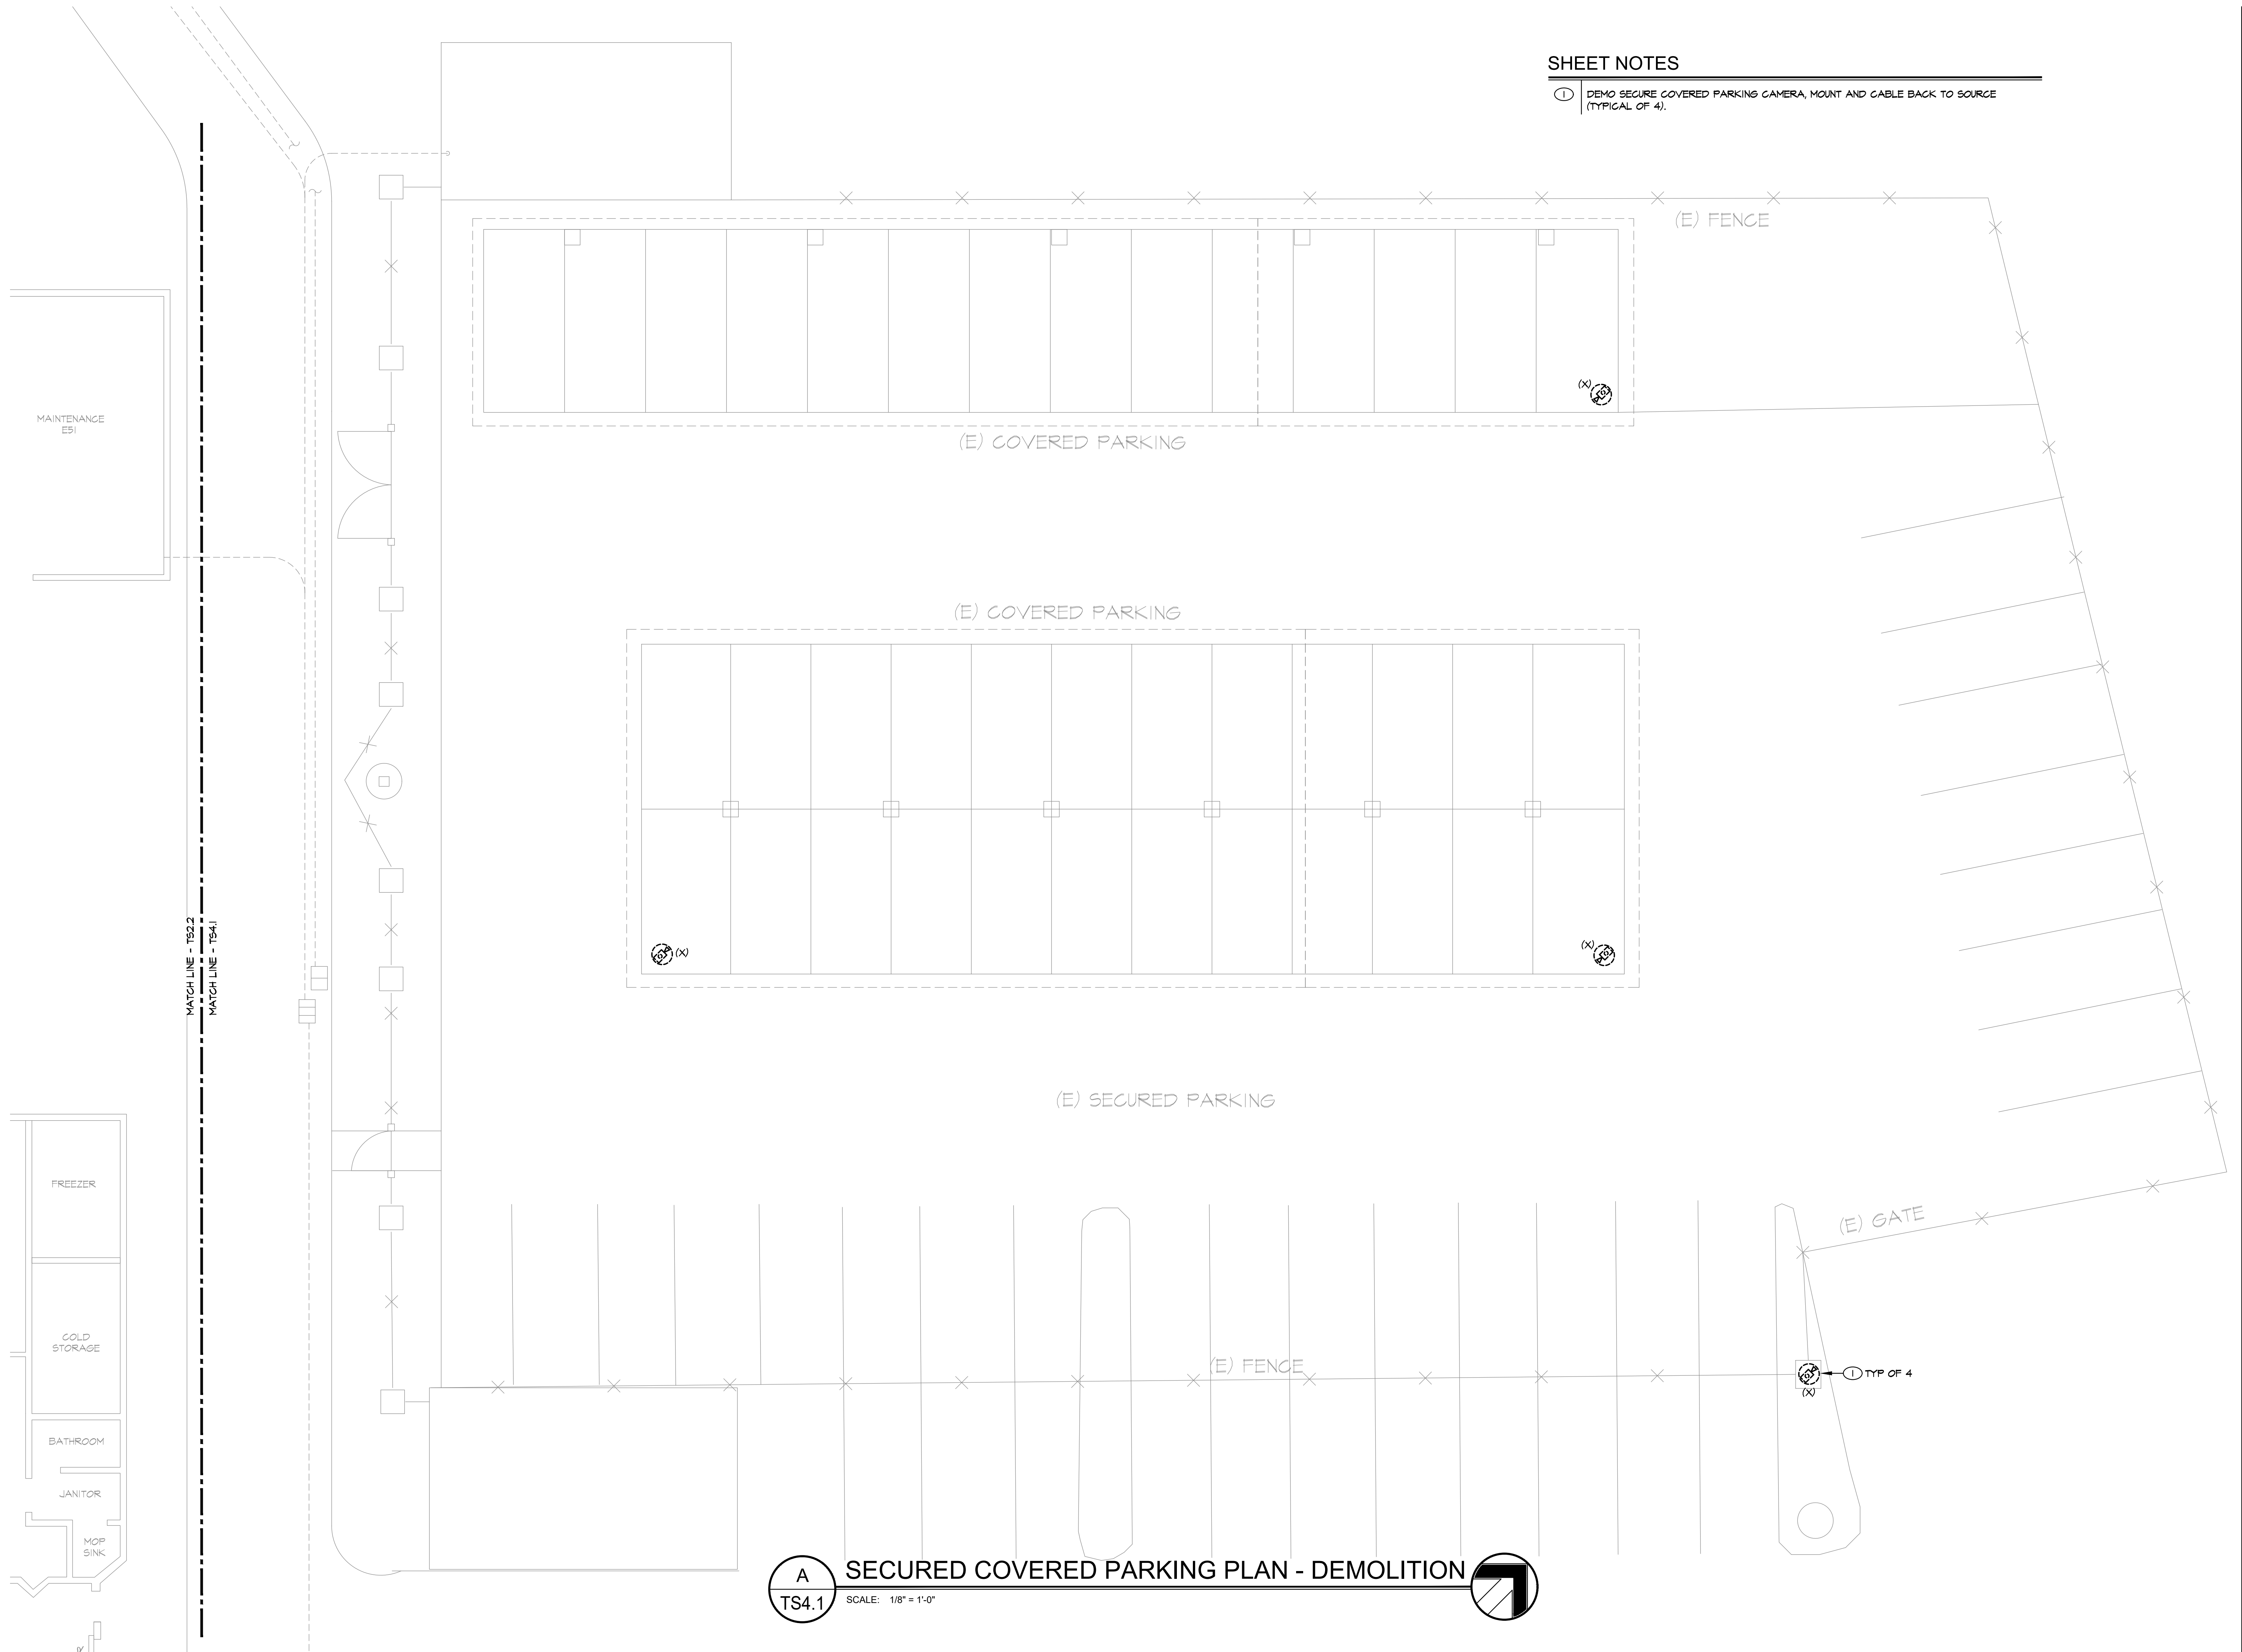 SHEET NOTES
1
DEMO SECURE COVERED PARKING CAMERA, MOUNT AND CABLE BACK TO SOURCE
(TYPICAL OF 4).
(E) FENCE
(X)
MAINTENANCE
E51
(E) COVERED PARKING
(E) COVERED PARKING
MATCH LINE - TS2.2
MATCH LINE - TS4.1
(X)
(X)
(E) SECURED PARKING
FREEZER
(E) GATE
COLD
STORAGE
(E) FENCE
1 TYP OF 4
(X)
BATHROOM
JANITOR
MOP
SINK
A
TS4.1
SECURED COVERED PARKING PLAN - DEMOLITION
SCALE: 1/8" = 1'-0"